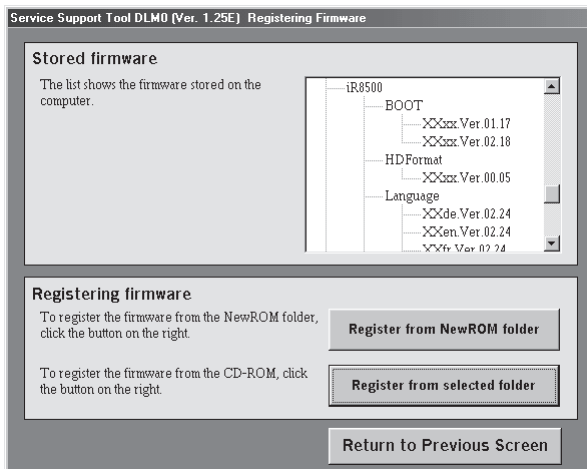 Service Support Tool DLM0 (Ver. 1.25E) Registering Firmware
Stored firmware
The list shows the firmware stored on the
computer.
iR8500
BOOT
XXxx.Ver.01.17
XXxx.Ver.02.18
HDFormat
XXxx.Ver.00.05
Language
XXde.Ver.02.24
XXen.Ver.02.24
XXfr.Ver.02.24
Registering firmware
To register the firmware from the NewROM folder,
click the button on the right.
Register from NewROM folder
To register the firmware from the CD-ROM, click
the button on the right.
Register from selected folder
Return to Previous Screen